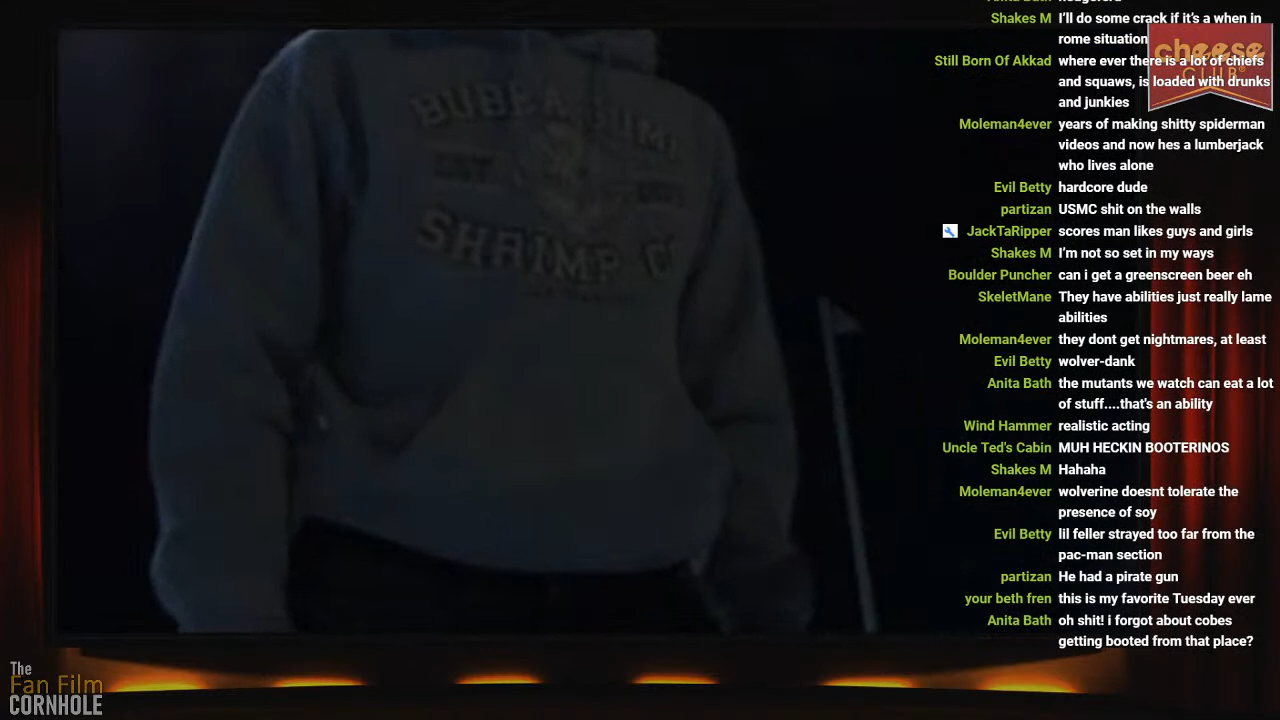 Shakes M I'll do some crack if it's a when in
rome situation
cheese
CLUB®
Still Born Of Akkad where ever there is a lot of chiefs
and squaws, is loaded with drunks
and junkies
Moleman4ever years of making shitty spiderman
videos and now hes a lumberjack
who lives alone
Evil Betty hardcore dude
partizan USMC shit on the walls
JackTaRipper scores man likes guys and girls
Shakes M I'm not so set in my ways
Boulder Puncher can i get a greenscreen beer eh
SkeletMane They have abilities just really lame
abilities
Moleman4ever they dont get nightmares, at least
Evil Betty wolver-dank
Anita Bath the mutants we watch can eat a lot
of stuff....that's an ability
Wind Hammer realistic acting
Uncle Ted's Cabin MUH HECKIN BOOTERINOS
Shakes M Hahaha
Moleman4ever wolverine doesnt tolerate the
presence of soy
Evil Betty lil feller strayed too far from the
pac-man section
partizan He had a pirate gun
your beth fren this is my favorite Tuesday ever
Anita Bath oh shit! i forgot about cobes
getting booted from that place?
SHRIMP
The
Fan Film
CORNHOLE